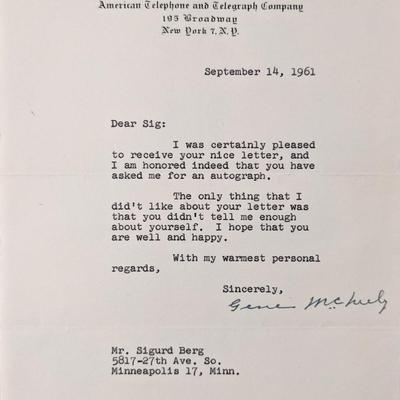 American Telephone and Telegraph Company
195 Broadway
New York 7, N.Y.
September 14, 1961
Dear Sig:
I was certainly pleased
to receive your nice letter, and
I am honored indeed that you have
asked me for an autograph.
The only thing that I
did't like about your letter was
that you didn't tell me enough
about yourself. I hope that you
are well and happy.
With my warmest personal
regards,
Sincerely,
Gene McNeely
Mr. Sigurd Berg
5817-27th Ave. So.
Minneapolis 17, Minn.